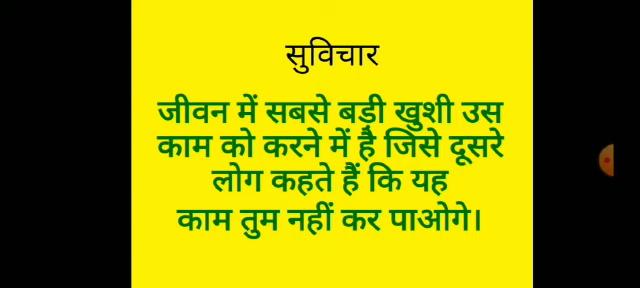 सुविचार
जीवन में सबसे बड़ी खुशी उस
काम को करने में है जिसे दूसरे
लोग कहते हैं कि यह
काम तुम नहीं कर पाओगे।